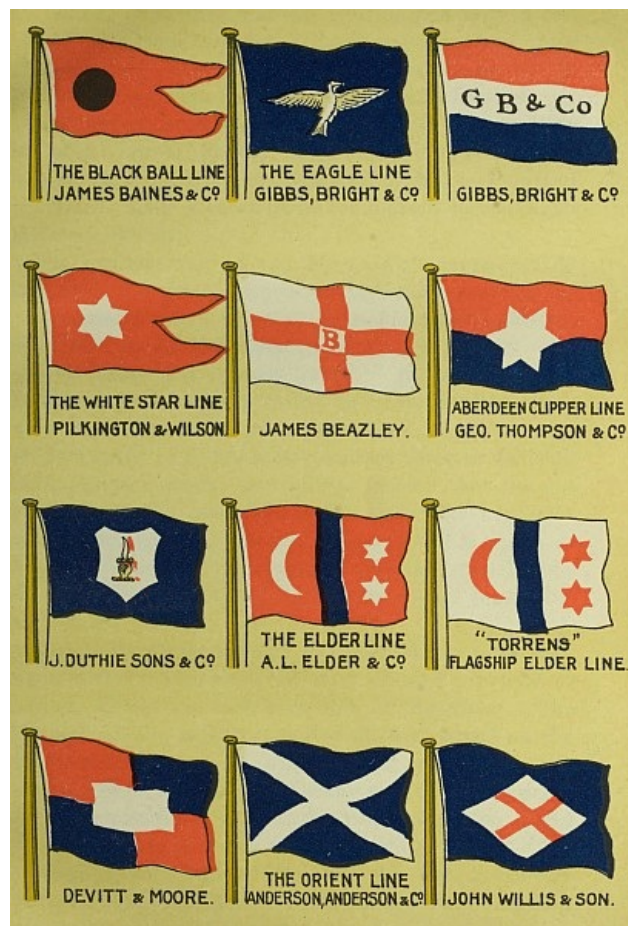 G B & Co
THE BLACK BALL LINE
JAMES BAINES & Cº
THE EAGLE LINE
GIBBS, BRIGHT & Cº
GIBBS, BRIGHT & Cº
B
THE WHITE STAR LINE
PILKINGTON & WILSON
JAMES BEAZLEY.
ABERDEEN CLIPPER LINE
GEO. THOMPSON & Cº
J. DUTHIE SONS & Cº
THE ELDER LINE
A.L. ELDER & Cº
"TORRENS"
FLAGSHIP ELDER LINE.
DEVITT & MOORE.
THE ORIENT LINE
ANDERSON, ANDERSON & Cº
JOHN WILLIS & SON.